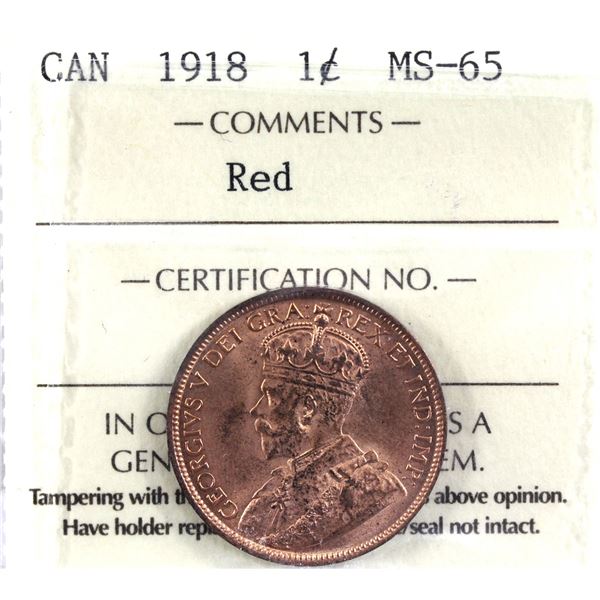 CAN 1918 1¢ MS-65
— COMMENTS —
Red
— CERTIFICATION NO. —
GEORGIVS V DEI GRA: REX ET IND: IMP:
IN S A
GEN EM.
Tampering with th above opinion.
Have holder rep /seal not intact.